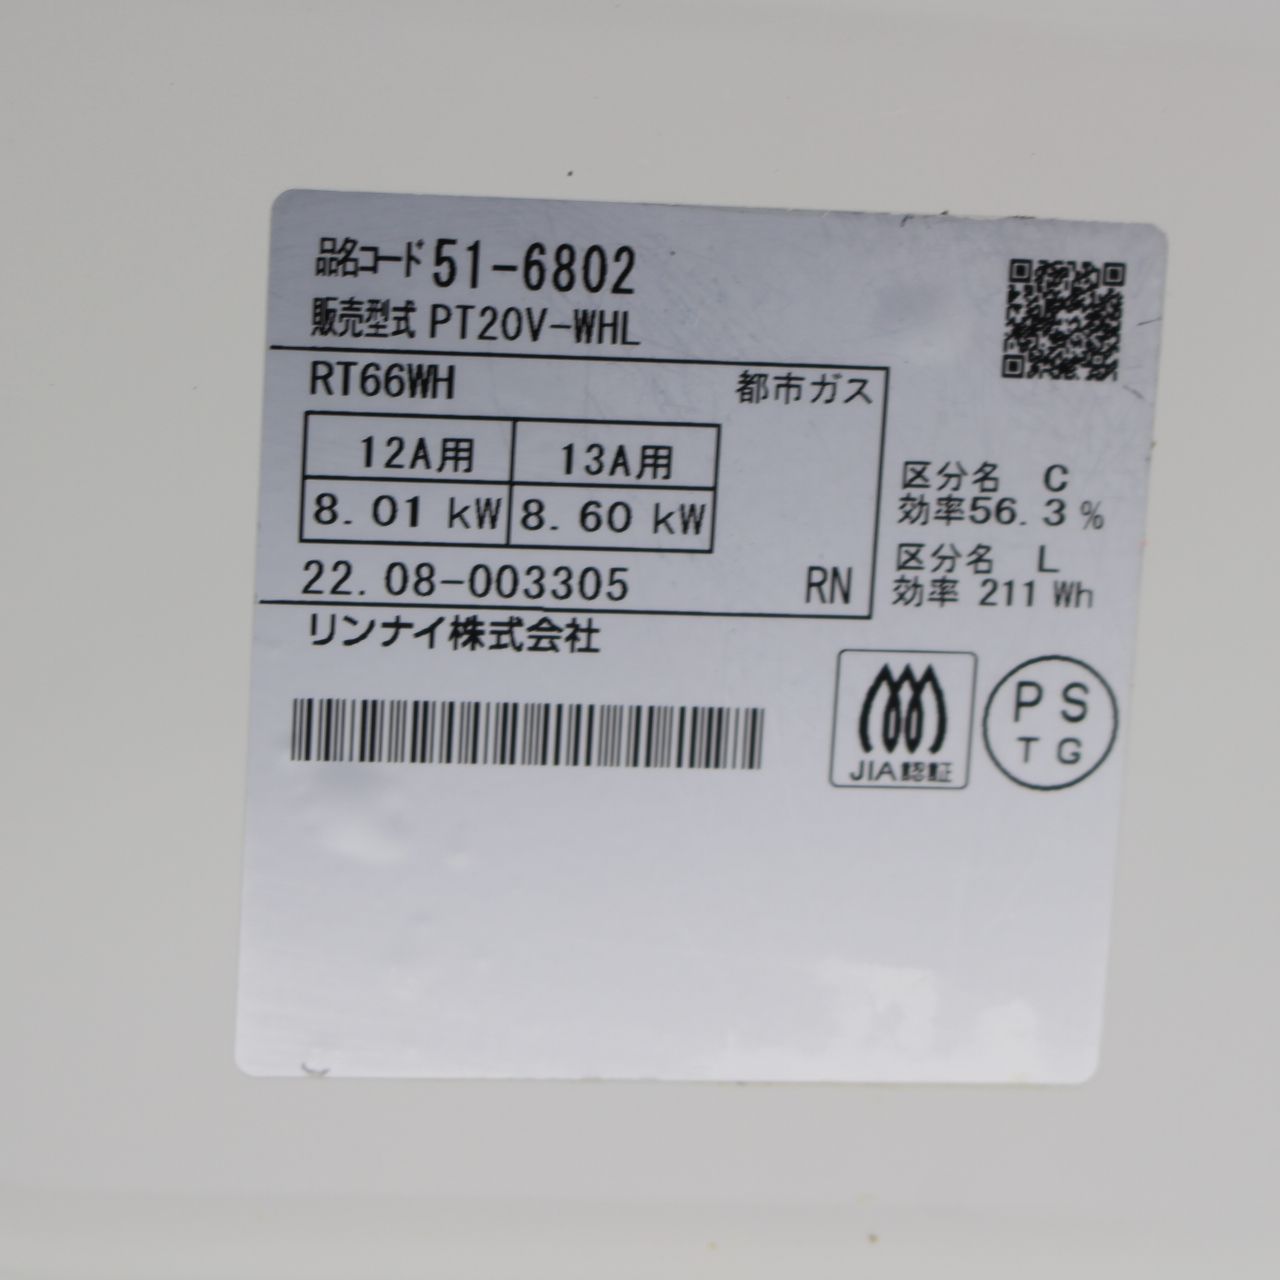 品名コード 51-6802
販売型式 PT20V-WHL
RT66WH 都市ガス
12A用 13A用
8.01 kW 8.60 kW
22.08-003305 RN
リンナイ株式会社
区分名 C
効率56.3 %
区分名 L
効率 211 Wh
JIA認証
PS
TG